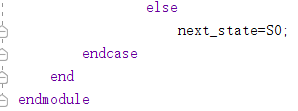 else
next_state=S0;
endcase
end
endmodule